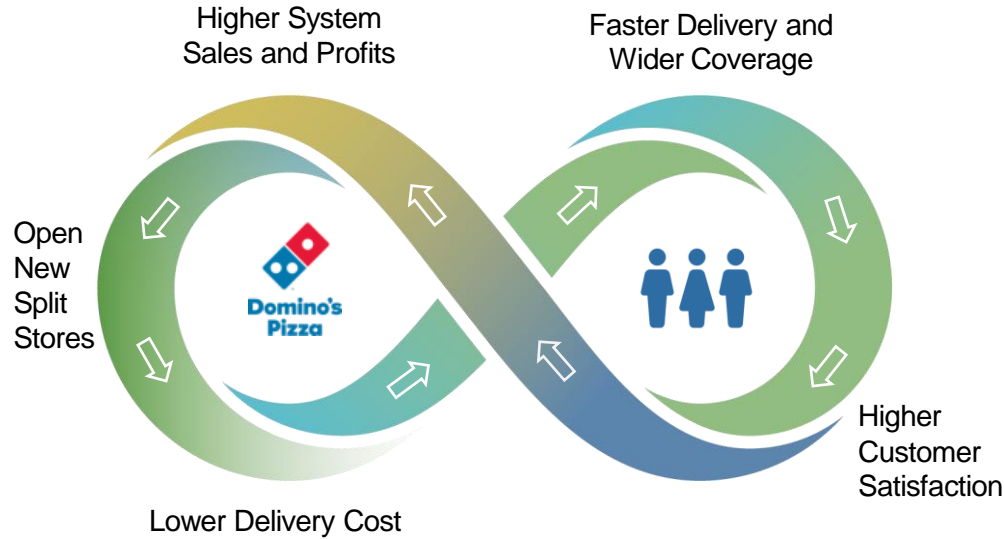 Higher System
Sales and Profits
Faster Delivery and
Wider Coverage
Open
New
Split
Stores
Domino's
Pizza
Higher
Customer
Satisfaction
Lower Delivery Cost